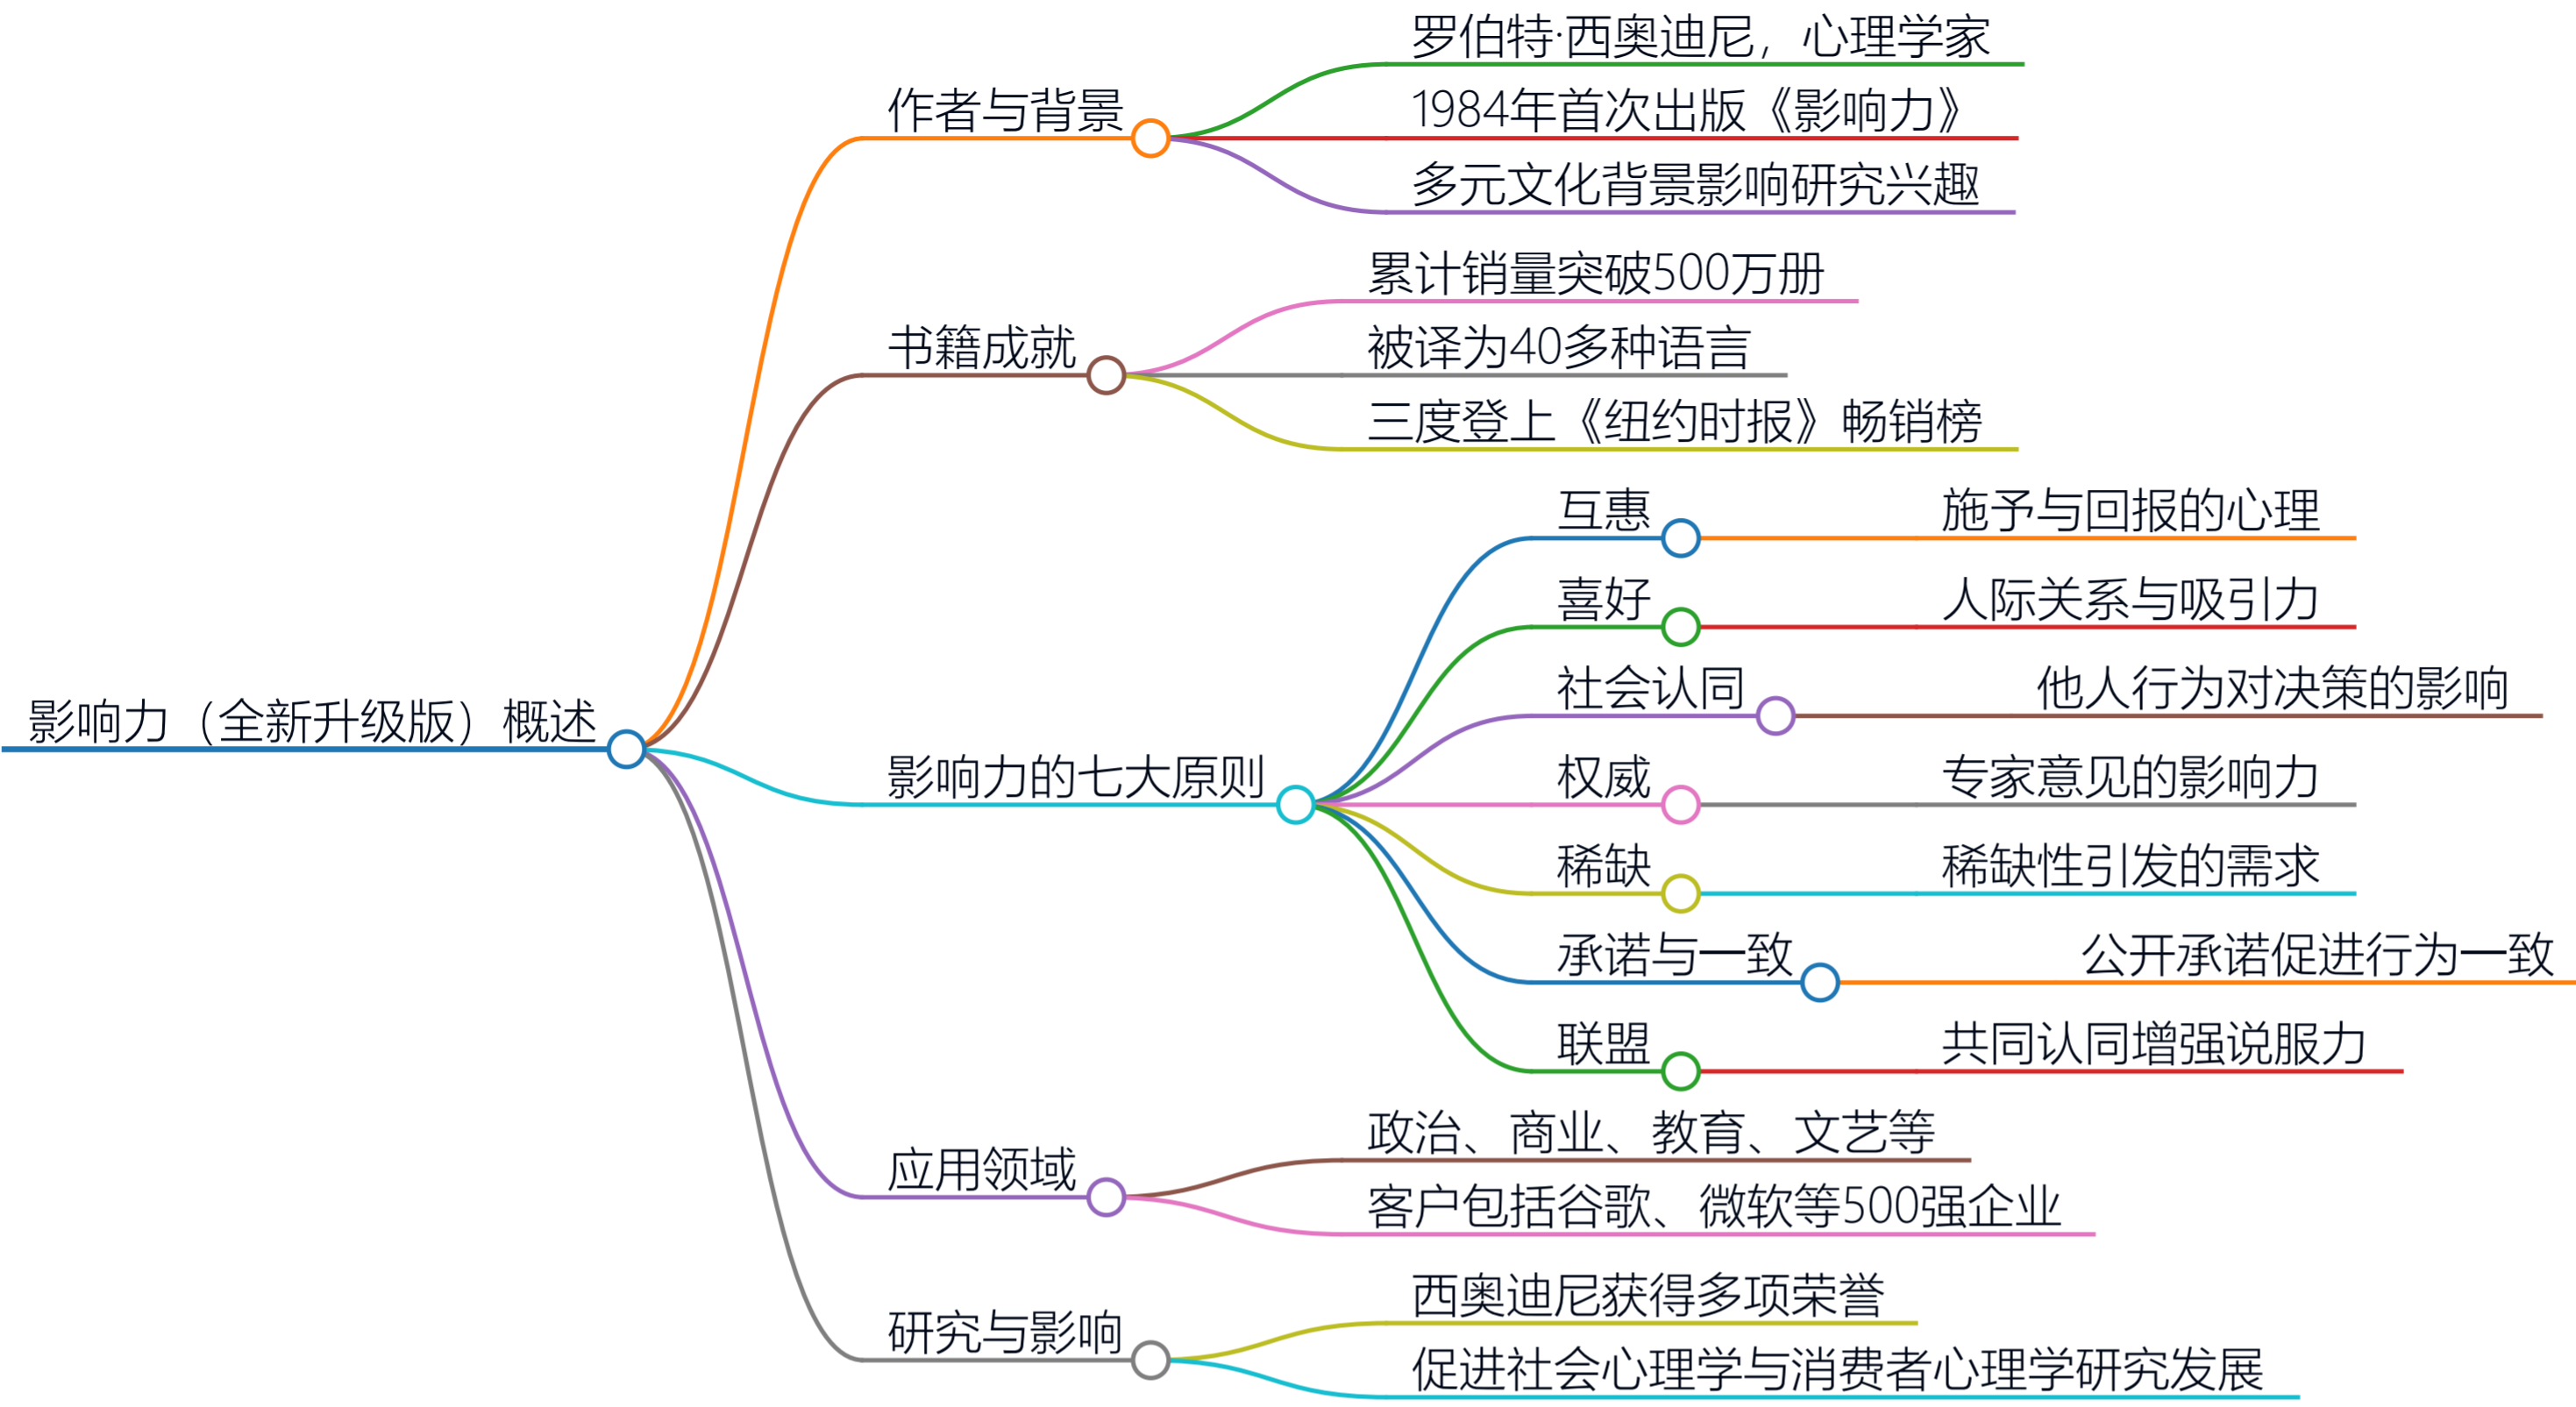 影响力（全新升级版）概述
作者与背景
罗伯特·西奥迪尼，心理学家
1984年首次出版《影响力》
多元文化背景影响研究兴趣
书籍成就
累计销量突破500万册
被译为40多种语言
三度登上《纽约时报》畅销榜
影响力的七大原则
互惠
施予与回报的心理
喜好
人际关系与吸引力
社会认同
他人行为对决策的影响
权威
专家意见的影响力
稀缺
稀缺性引发的需求
承诺与一致
公开承诺促进行为一致
联盟
共同认同增强说服力
应用领域
政治、商业、教育、文艺等
客户包括谷歌、微软等500强企业
研究与影响
西奥迪尼获得多项荣誉
促进社会心理学与消费者心理学研究发展